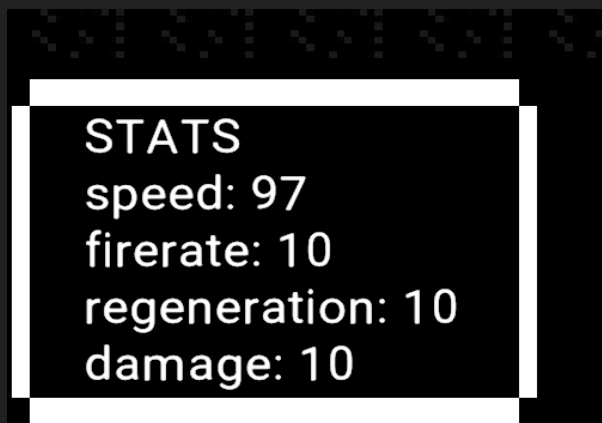 STATS
speed: 97
firerate: 10
regeneration: 10
damage: 10